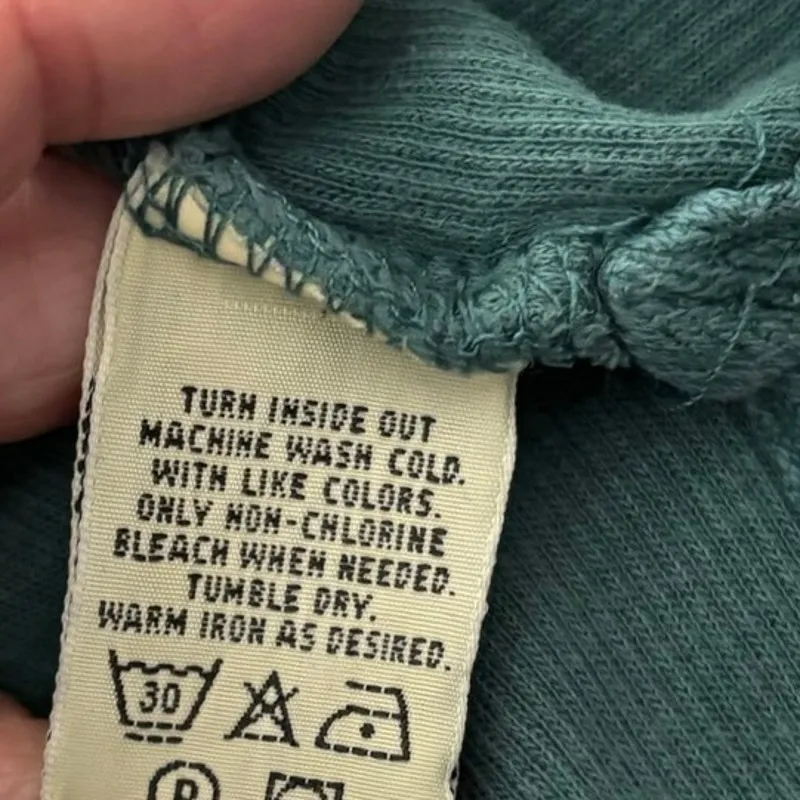 TURN INSIDE OUT
MACHINE WASH COLD.
WITH LIKE COLORS.
ONLY NON-CHLORINE
BLEACH WHEN NEEDED.
TUMBLE DRY.
WARM IRON AS DESIRED.
30
P